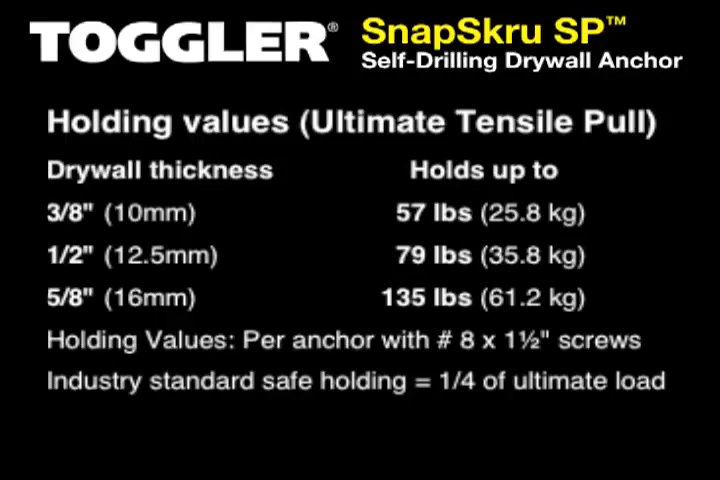 TOGGLER® SnapSkru SP™
Self-Drilling Drywall Anchor
Holding values (Ultimate Tensile Pull)
Drywall thickness Holds up to
3/8" (10mm) 57 lbs (25.8 kg)
1/2" (12.5mm) 79 lbs (35.8 kg)
5/8" (16mm) 135 lbs (61.2 kg)
Holding Values: Per anchor with # 8 x 1½" screws
Industry standard safe holding = 1/4 of ultimate load